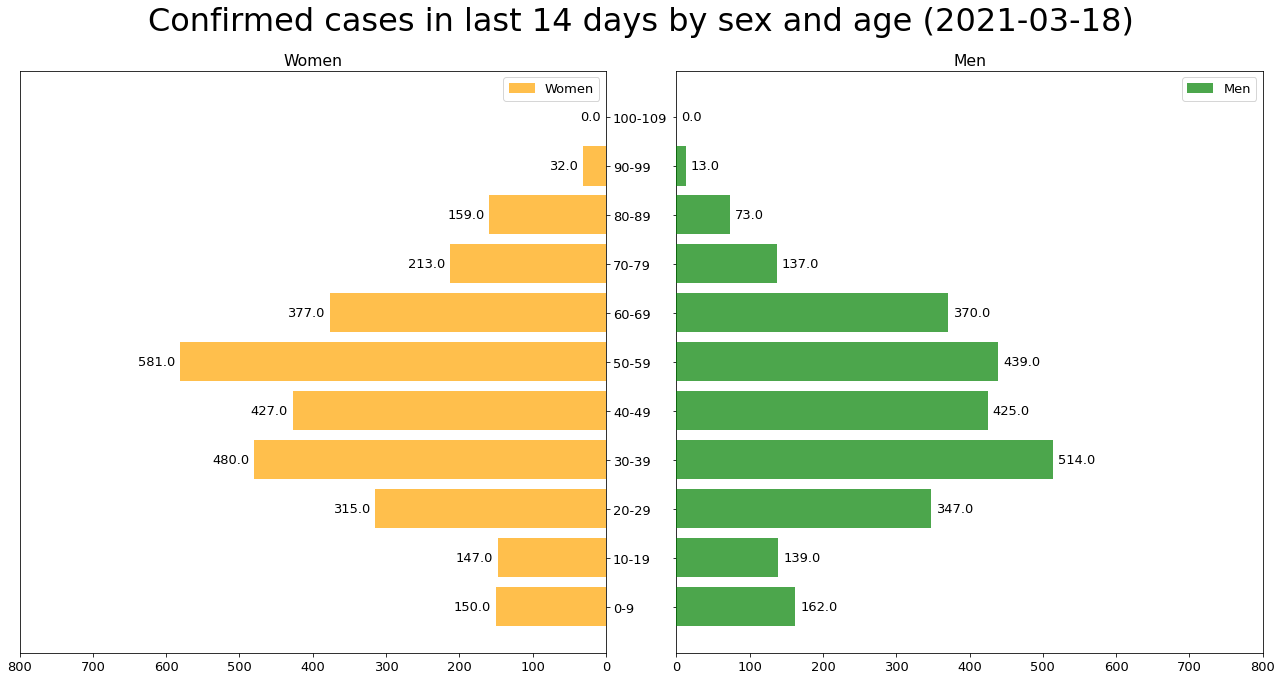 Confirmed cases in last 14 days by sex and age (2021-03-18)
Women
Men
Women
Men
0.0 100-109 0.0
32.0 90-99 13.0
159.0 80-89 73.0
213.0 70-79 137.0
377.0 60-69 370.0
581.0 50-59 439.0
427.0 40-49 425.0
480.0 30-39 514.0
315.0 20-29 347.0
147.0 10-19 139.0
150.0 0-9 162.0
800 700 600 500 400 300 200 100 0
0 100 200 300 400 500 600 700 800